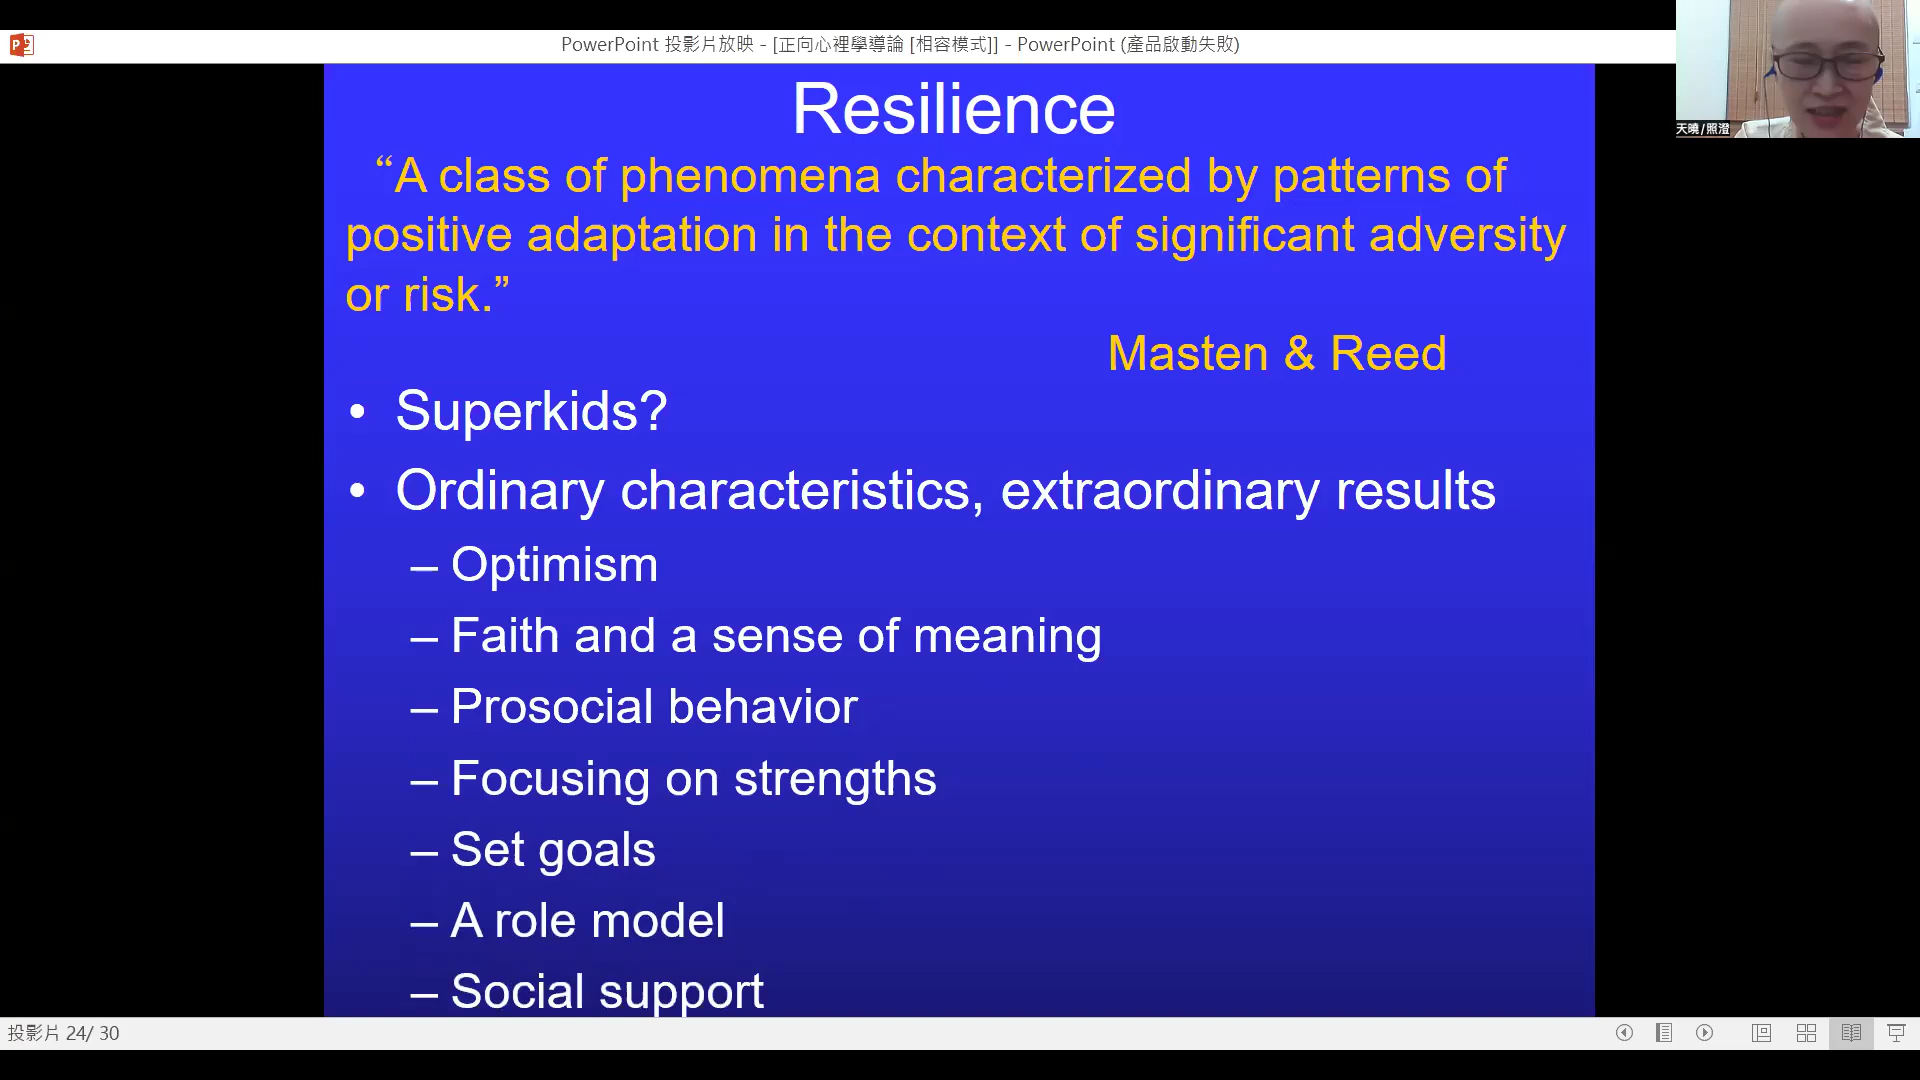 PowerPoint 投影片放映 - [正向心裡學導論 [相容模式]] - PowerPoint (產品啟動失敗)
天曉/照澄
Resilience
“A class of phenomena characterized by patterns of
positive adaptation in the context of significant adversity
or risk.”
Masten & Reed
• Superkids?
• Ordinary characteristics, extraordinary results
– Optimism
– Faith and a sense of meaning
– Prosocial behavior
– Focusing on strengths
– Set goals
– A role model
– Social support
投影片 24/ 30